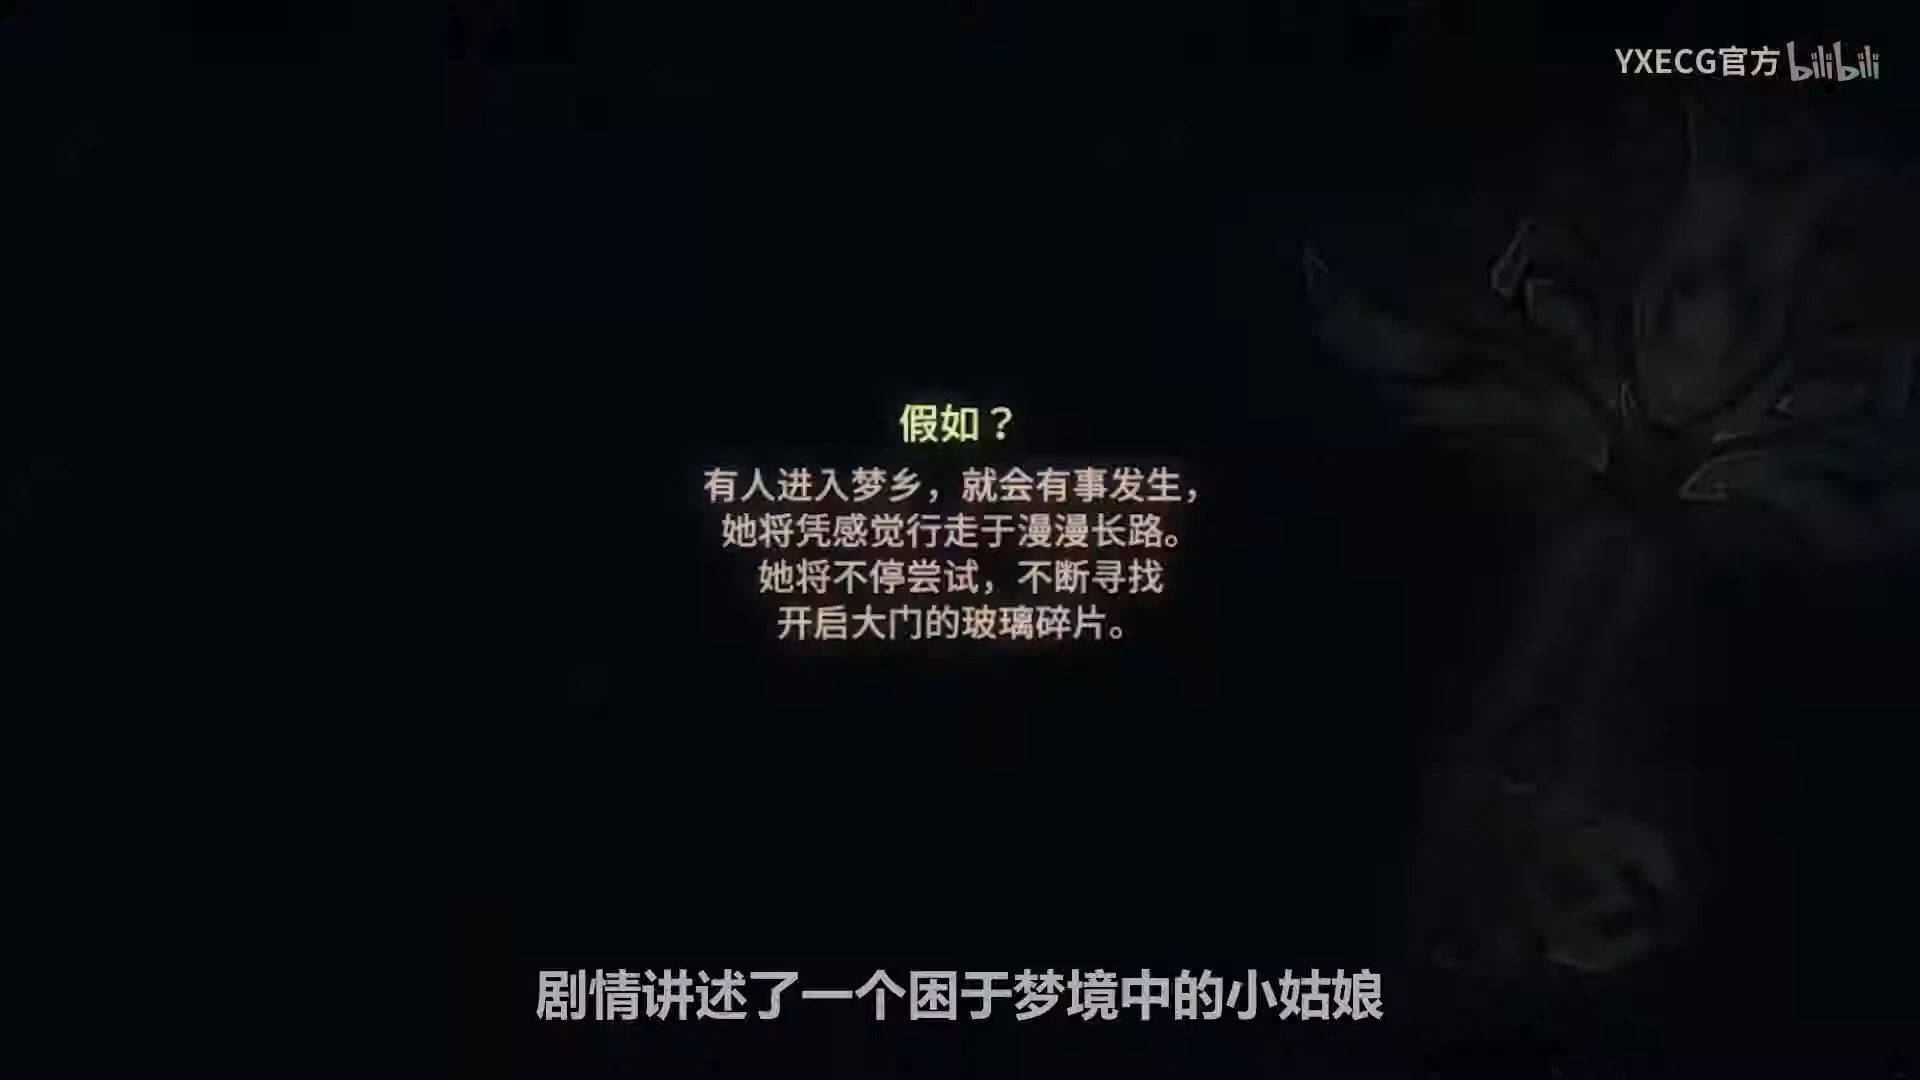 YXECG官方 bilibili
假如？
有人进入梦乡，就会有事发生，
她将凭感觉行走于漫漫长路。
她将不停尝试，不断寻找
开启大门的玻璃碎片。
剧情讲述了一个困于梦境中的小姑娘